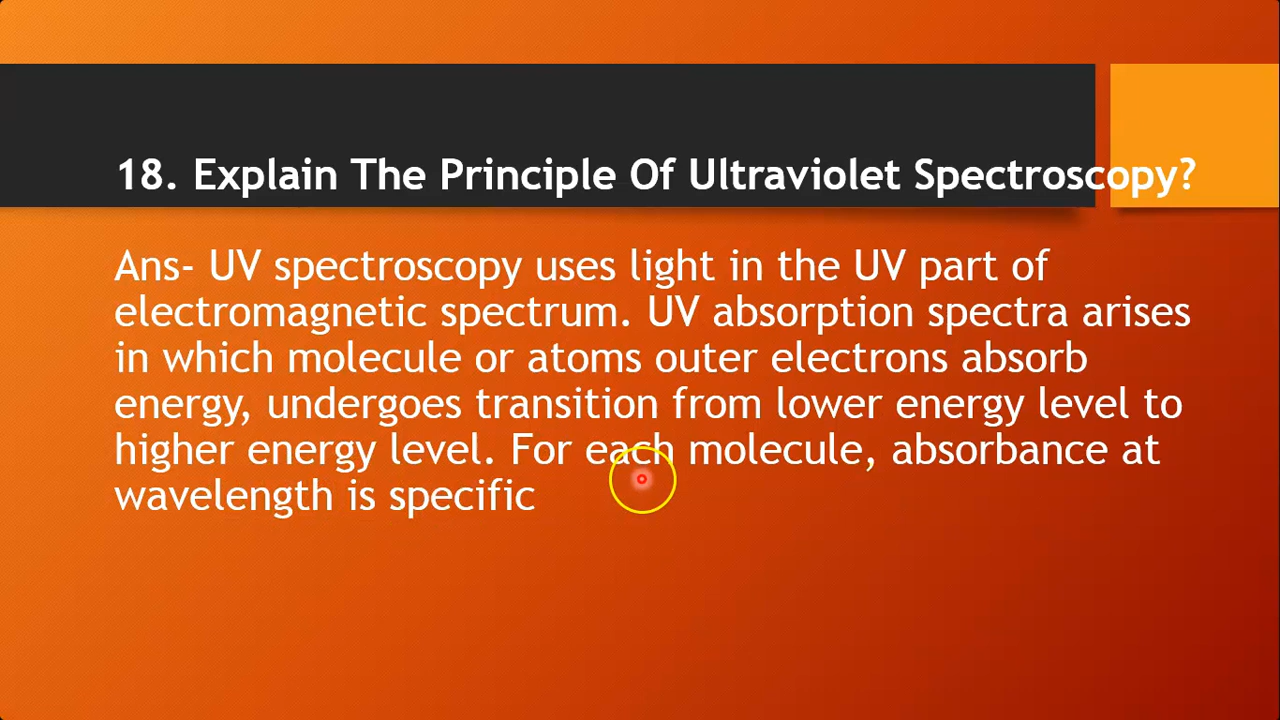 18. Explain The Principle Of Ultraviolet Spectroscopy?
Ans- UV spectroscopy uses light in the UV part of
electromagnetic spectrum. UV absorption spectra arises
in which molecule or atoms outer electrons absorb
energy, undergoes transition from lower energy level to
higher energy level. For each molecule, absorbance at
wavelength is specific